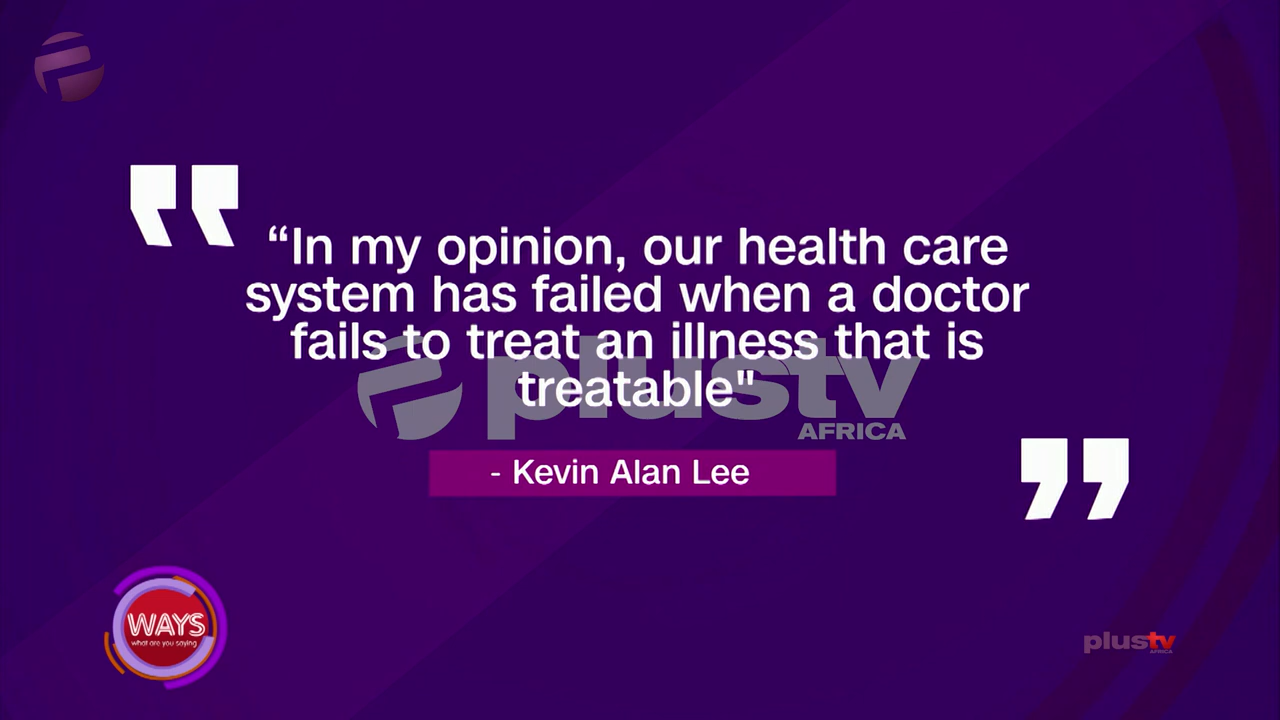 “In my opinion, our health care
system has failed when a doctor
fails to treat an illness that is
treatable"
plustv
AFRICA
- Kevin Alan Lee
WAYS
what are you saying
plustv
AFRICA